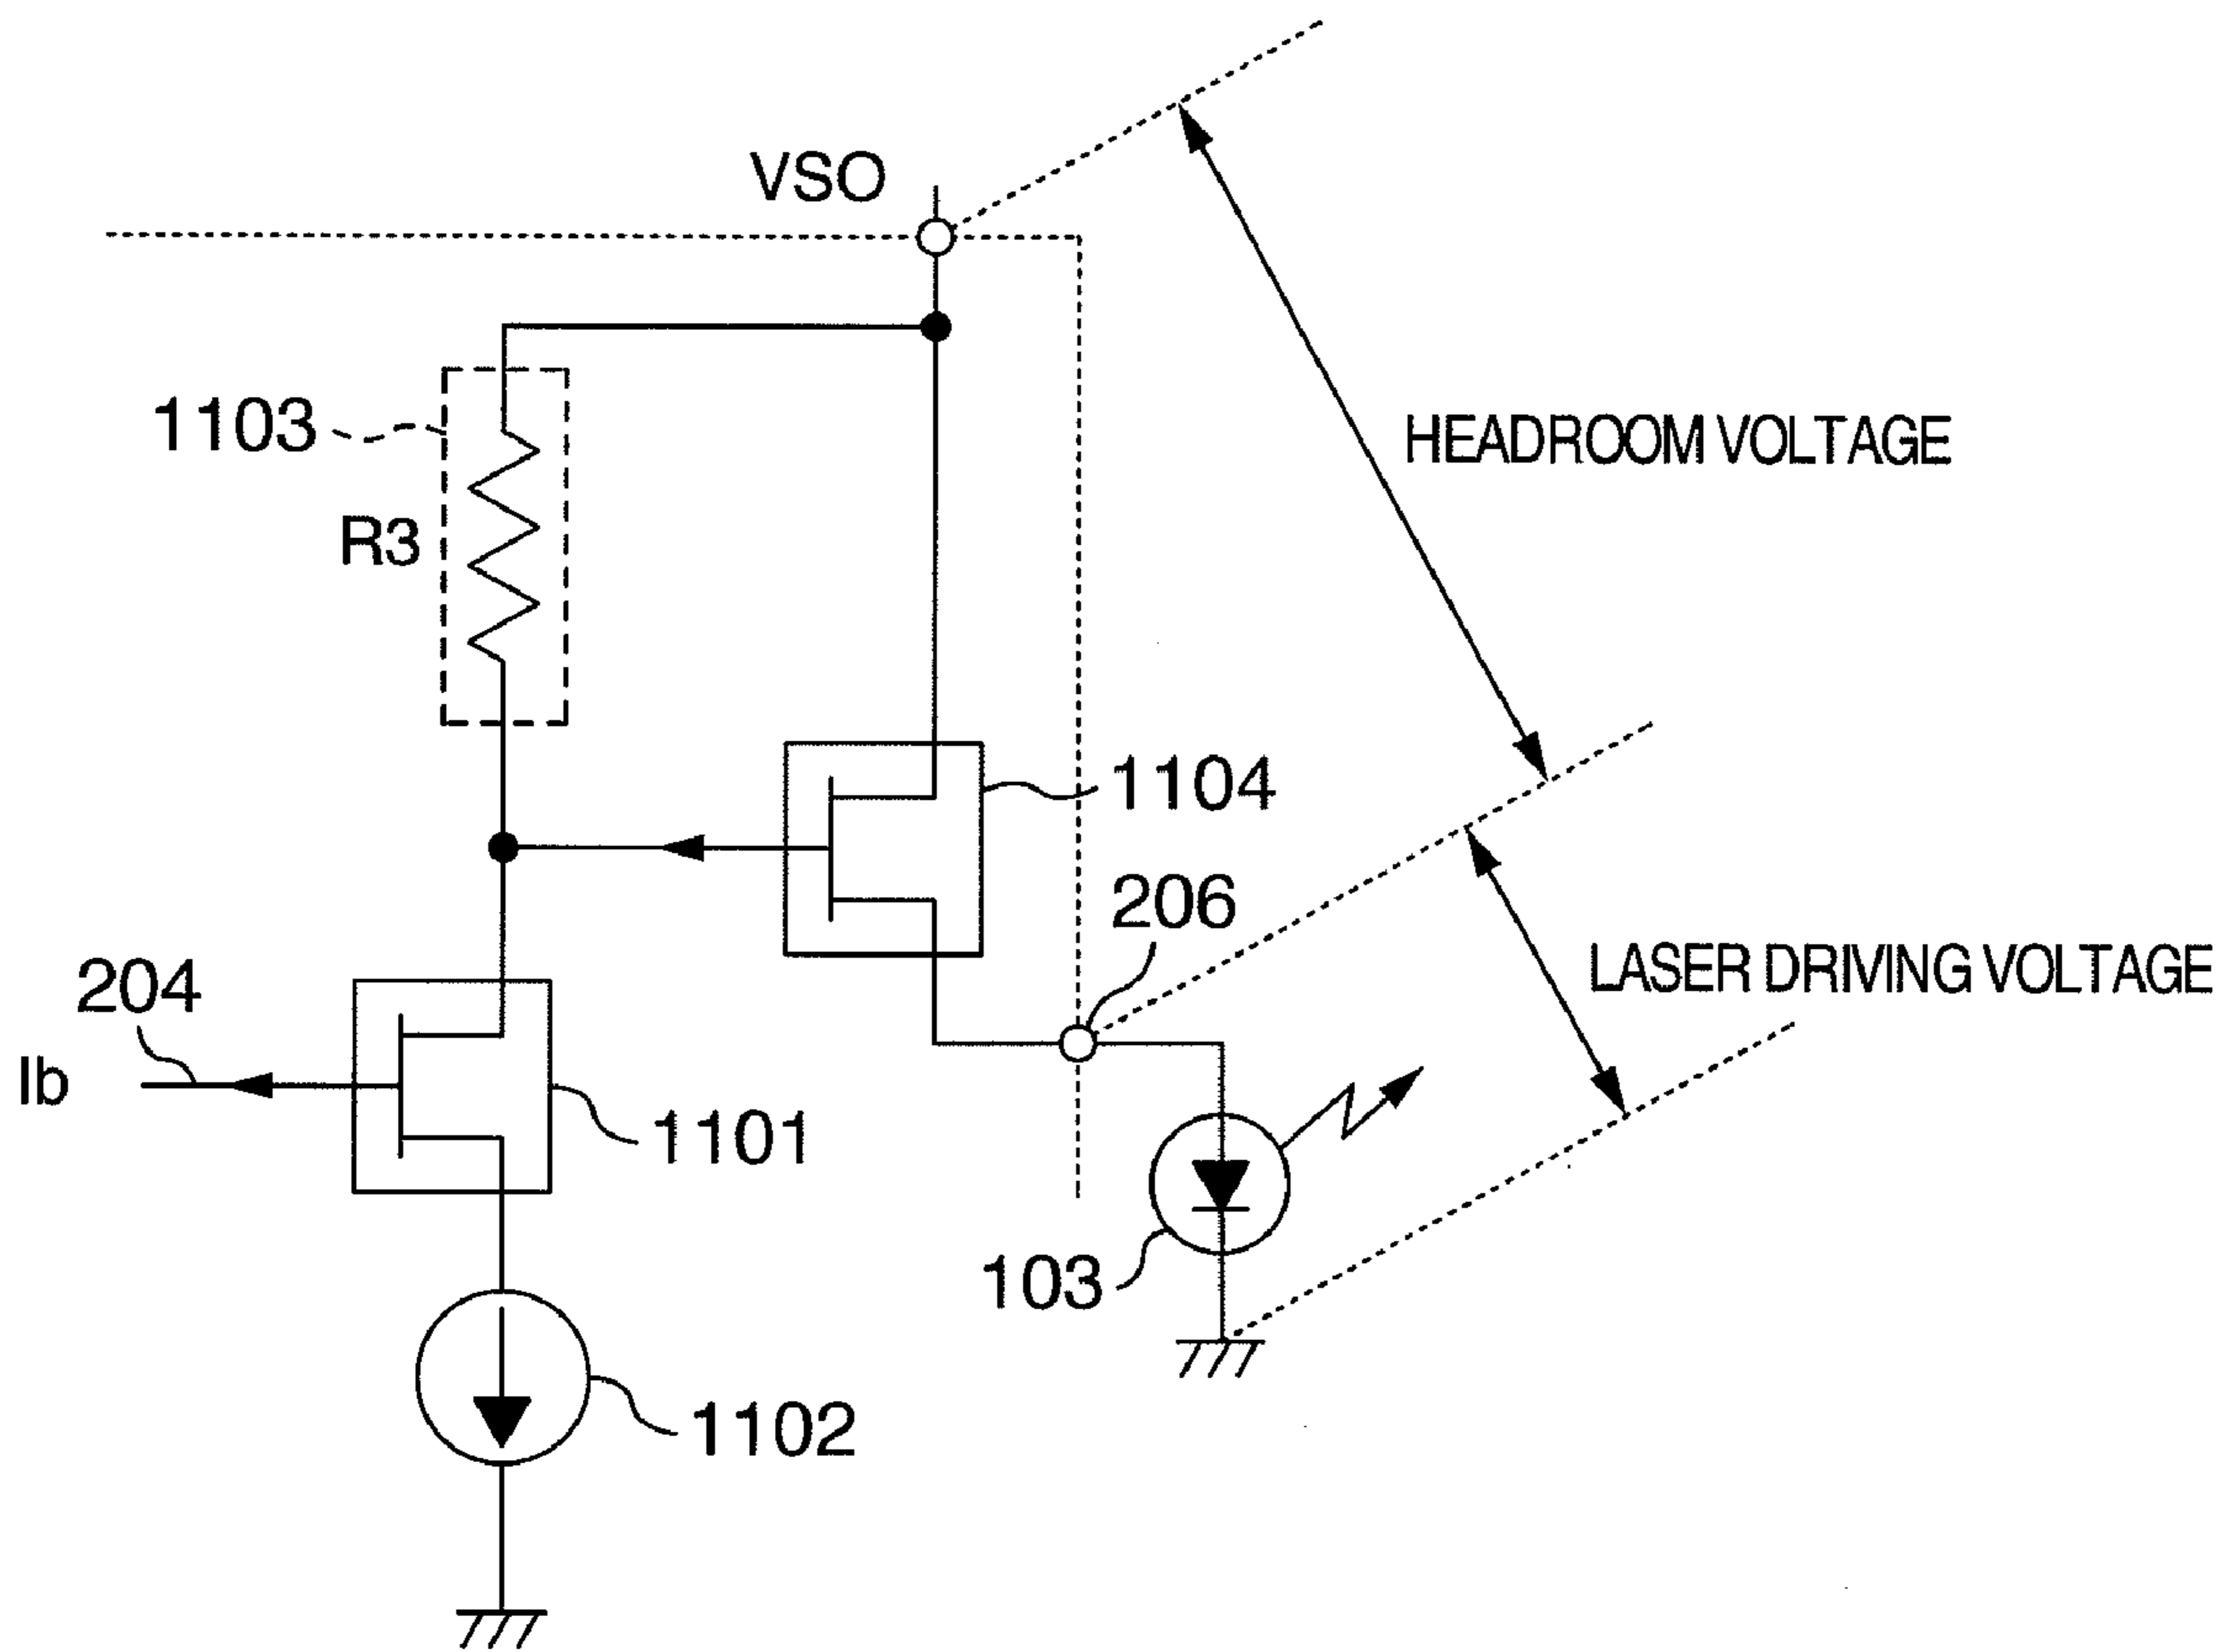 VSO
1103
HEADROOM VOLTAGE
R3
1104
206
204
LASER DRIVING VOLTAGE
Ib
1101
103
1102